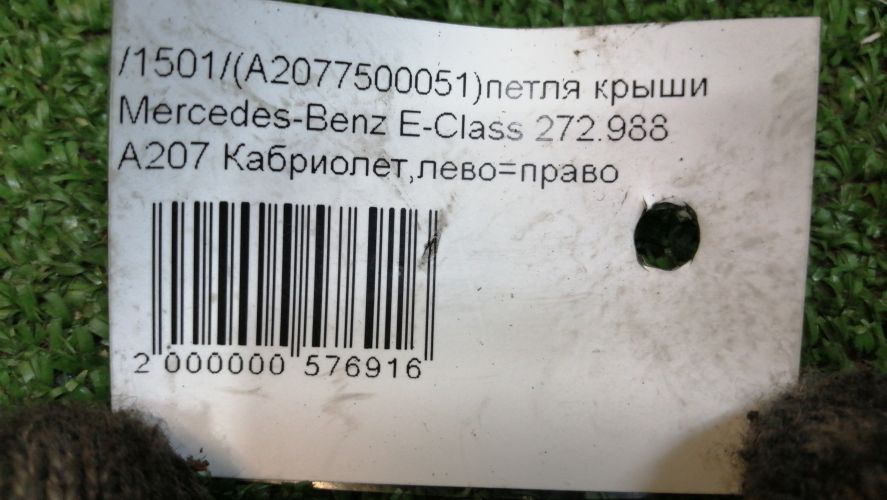 /1501/(A2077500051)петля крыши
Mercedes-Benz E-Class 272.988
A207 Кабриолет,лево=право
2 000000 576916